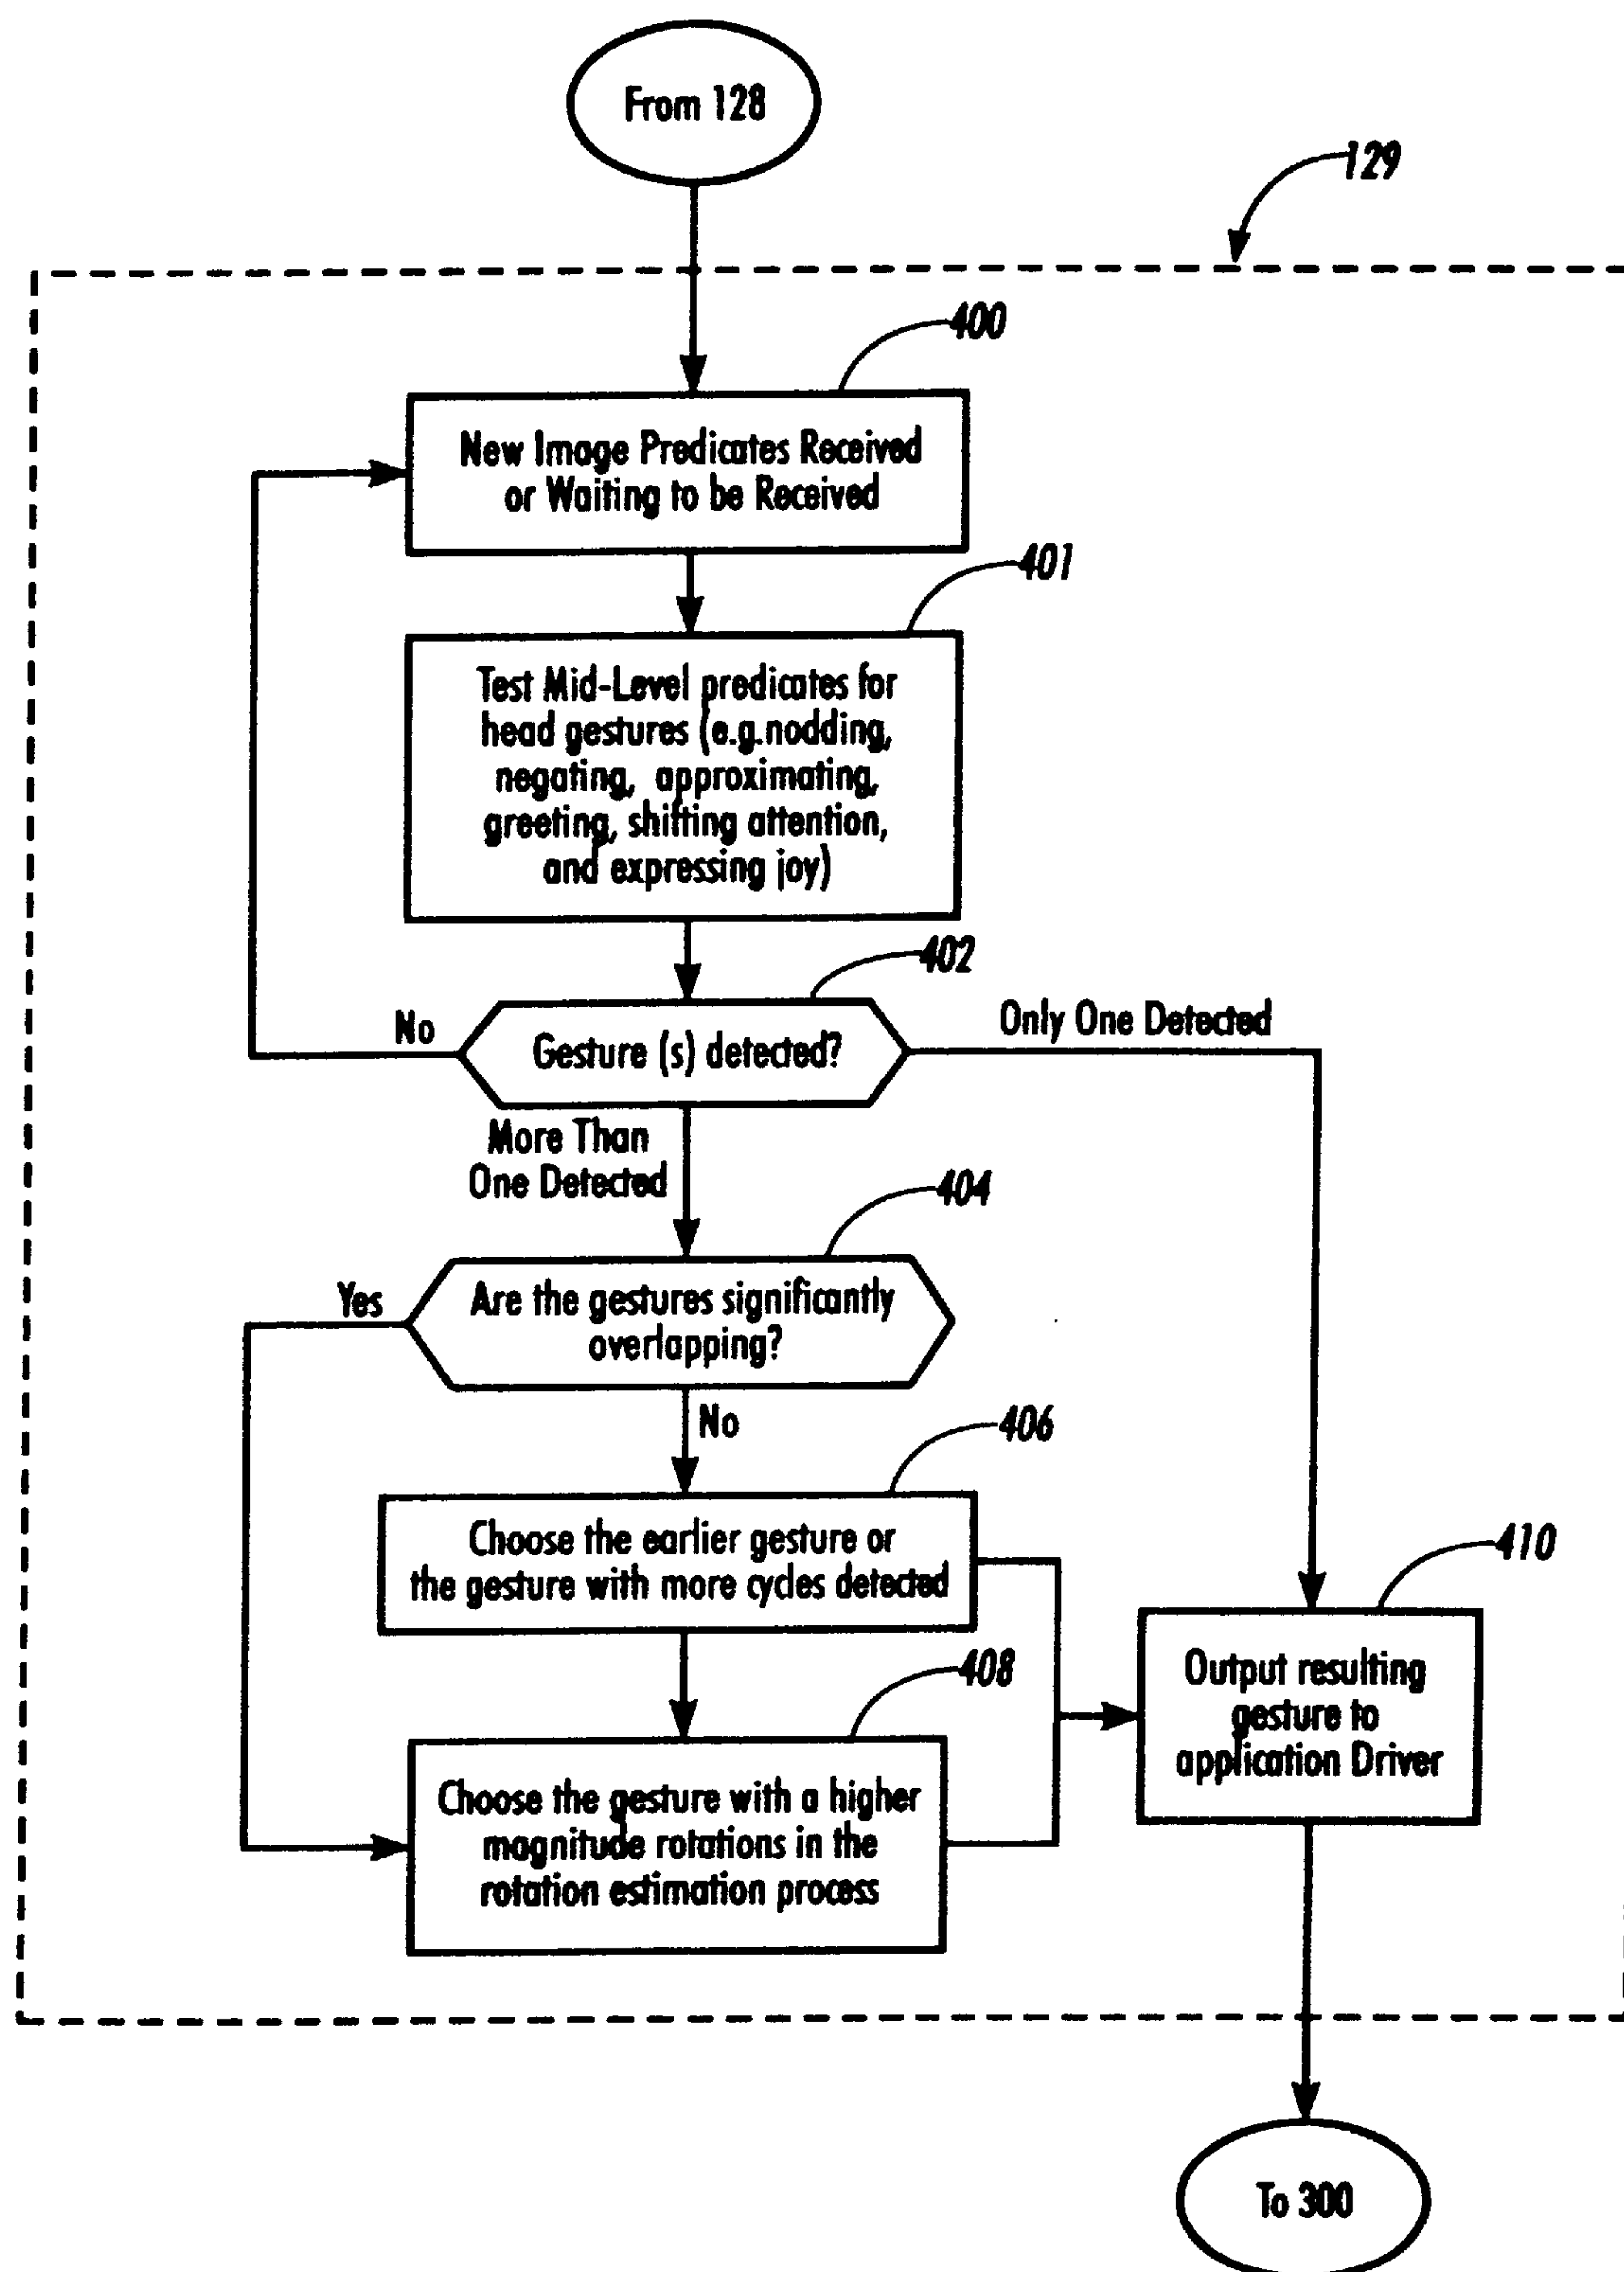 From 128
129
400
New Image Predicates Received
or Waiting to be Received
401
Test Mid-Level predicates for
head gestures (e.g.nodding,
negating, approximating,
greeting, shifting attention,
and expressing joy)
402
No
Gesture (s) detected?
Only One Detected
More Than
One Detected
404
Yes
Are the gestures significantly
overlapping?
No
406
Choose the earlier gesture or
the gesture with more cycles detected
410
408
Output resulting
gesture to
application Driver
Choose the gesture with a higher
magnitude rotations in the
rotation estimation process
To 300